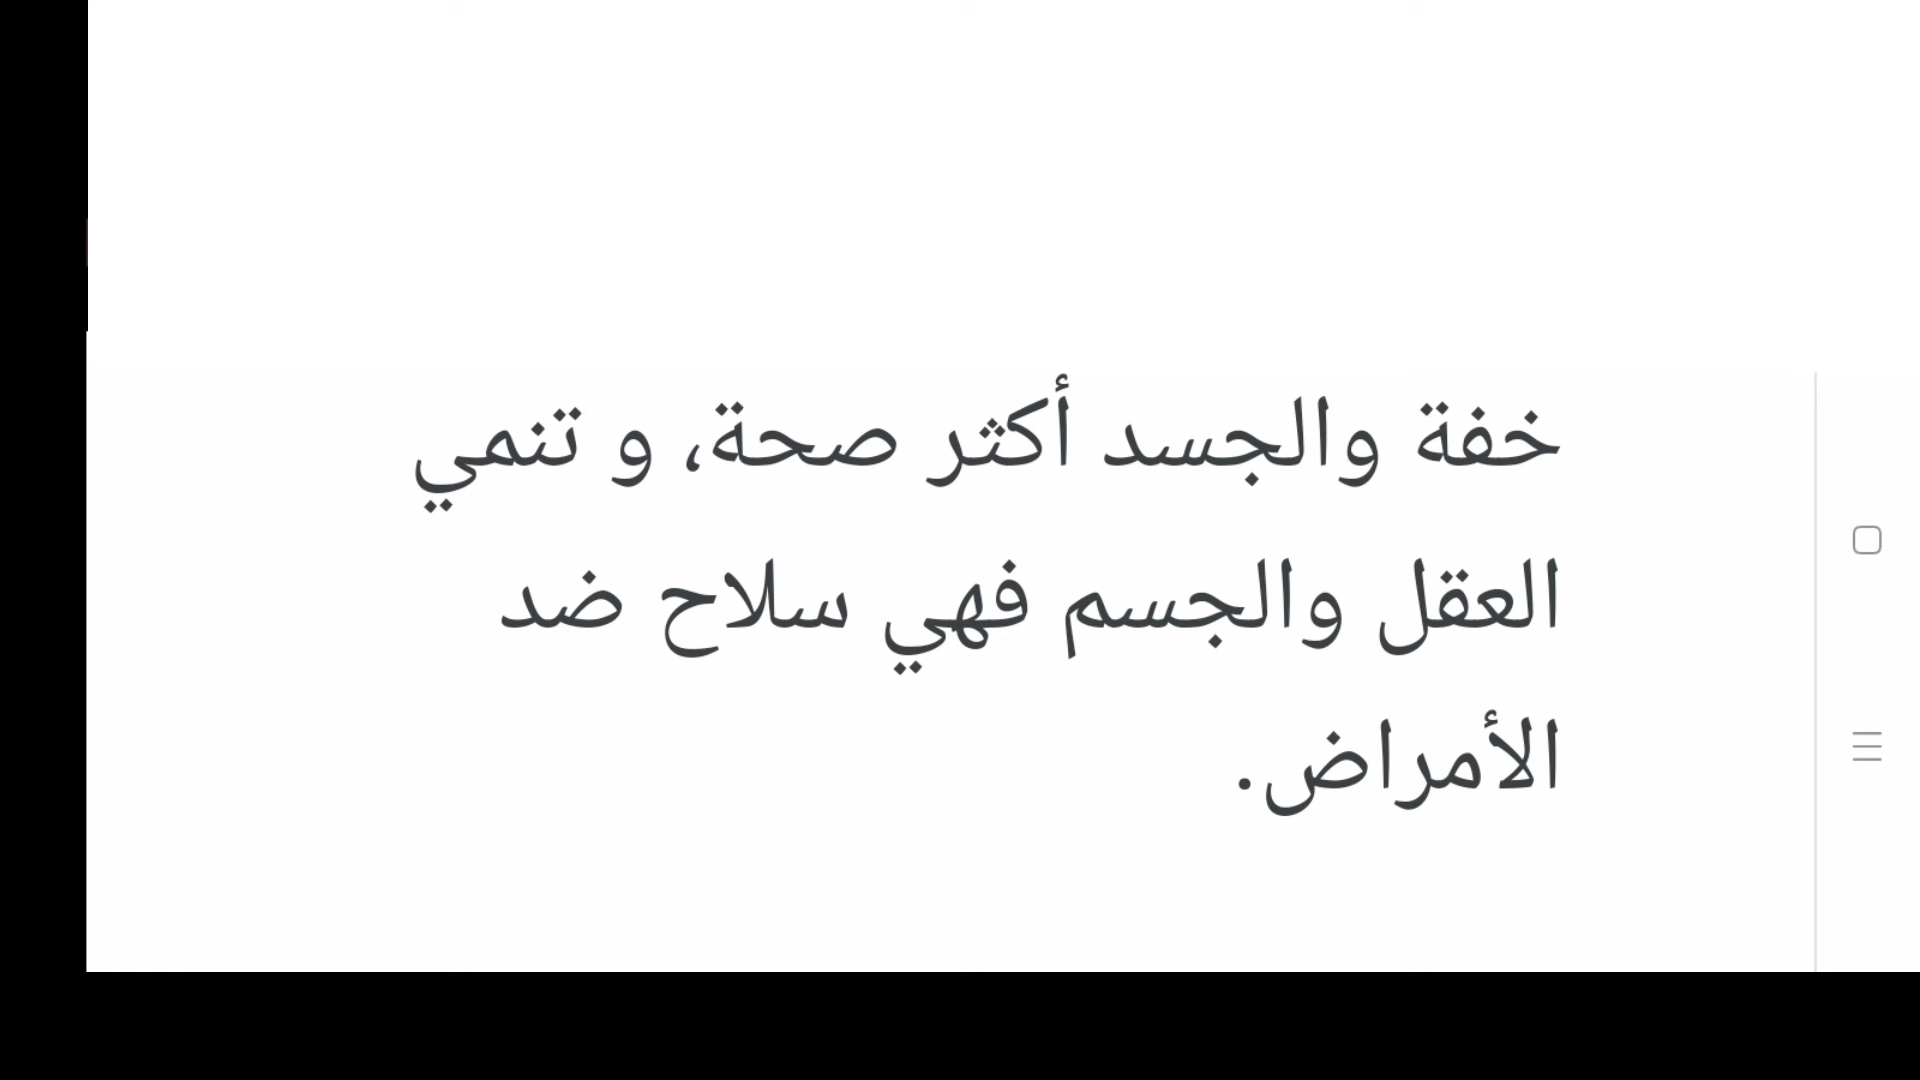 خفة والجسد أكثر صحة، و تنمي
العقل والجسم فهي سلاح ضد
الأمراض.